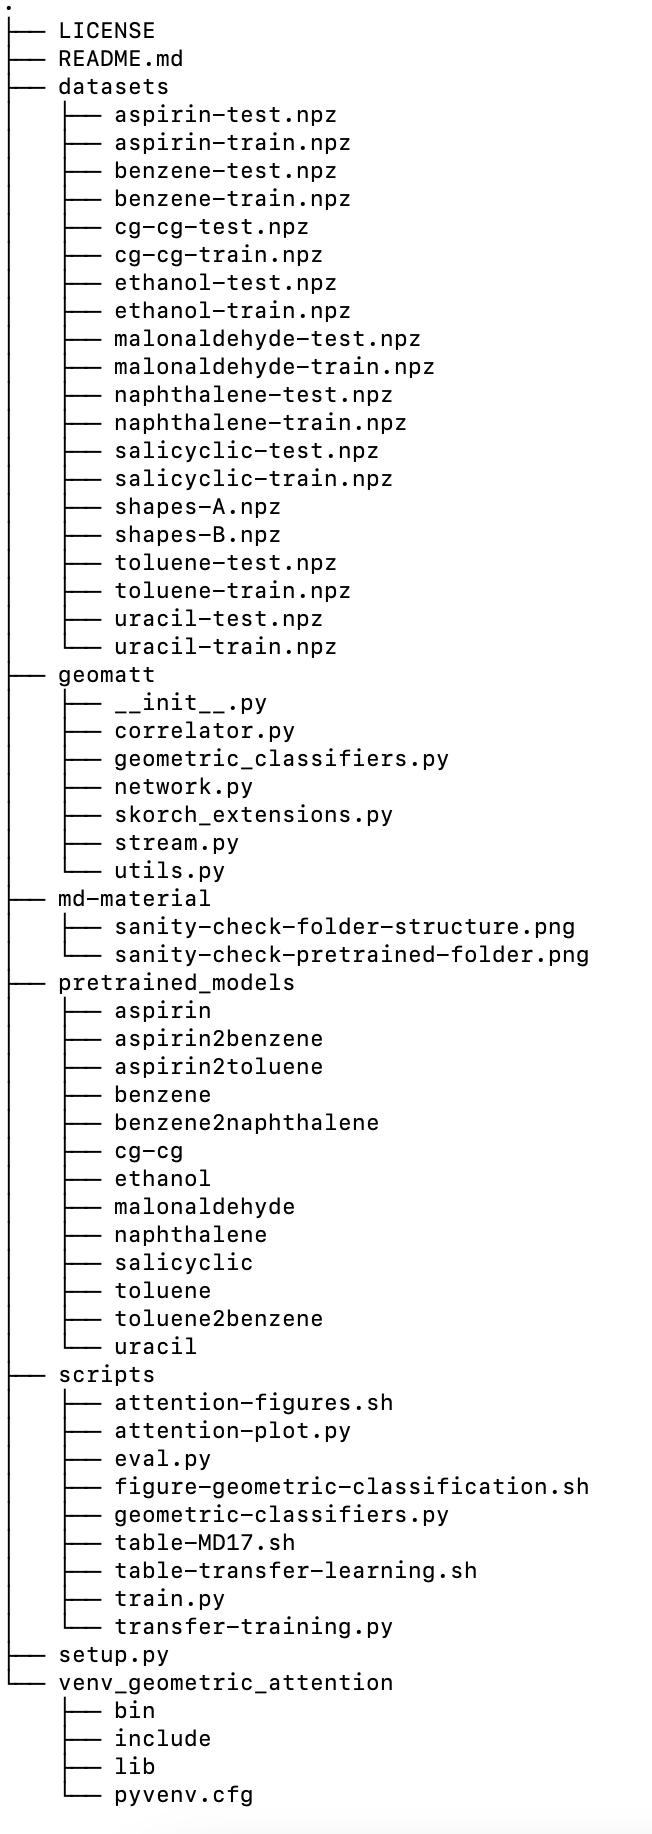 .
├── LICENSE
├── README.md
├── datasets
│   ├── aspirin-test.npz
│   ├── aspirin-train.npz
│   ├── benzene-test.npz
│   ├── benzene-train.npz
│   ├── cg-cg-test.npz
│   ├── cg-cg-train.npz
│   ├── ethanol-test.npz
│   ├── ethanol-train.npz
│   ├── malonaldehyde-test.npz
│   ├── malonaldehyde-train.npz
│   ├── naphthalene-test.npz
│   ├── naphthalene-train.npz
│   ├── salicyclic-test.npz
│   ├── salicyclic-train.npz
│   ├── shapes-A.npz
│   ├── shapes-B.npz
│   ├── toluene-test.npz
│   ├── toluene-train.npz
│   ├── uracil-test.npz
│   └── uracil-train.npz
├── geomatt
│   ├── __init__.py
│   ├── correlator.py
│   ├── geometric_classifiers.py
│   ├── network.py
│   ├── skorch_extensions.py
│   ├── stream.py
│   └── utils.py
├── md-material
│   ├── sanity-check-folder-structure.png
│   └── sanity-check-pretrained-folder.png
├── pretrained_models
│   ├── aspirin
│   ├── aspirin2benzene
│   ├── aspirin2toluene
│   ├── benzene
│   ├── benzene2naphthalene
│   ├── cg-cg
│   ├── ethanol
│   ├── malonaldehyde
│   ├── naphthalene
│   ├── salicyclic
│   ├── toluene
│   ├── toluene2benzene
│   └── uracil
├── scripts
│   ├── attention-figures.sh
│   ├── attention-plot.py
│   ├── eval.py
│   ├── figure-geometric-classification.sh
│   ├── geometric-classifiers.py
│   ├── table-MD17.sh
│   ├── table-transfer-learning.sh
│   ├── train.py
│   └── transfer-training.py
├── setup.py
└── venv_geometric_attention
    ├── bin
    ├── include
    ├── lib
    └── pyvenv.cfg